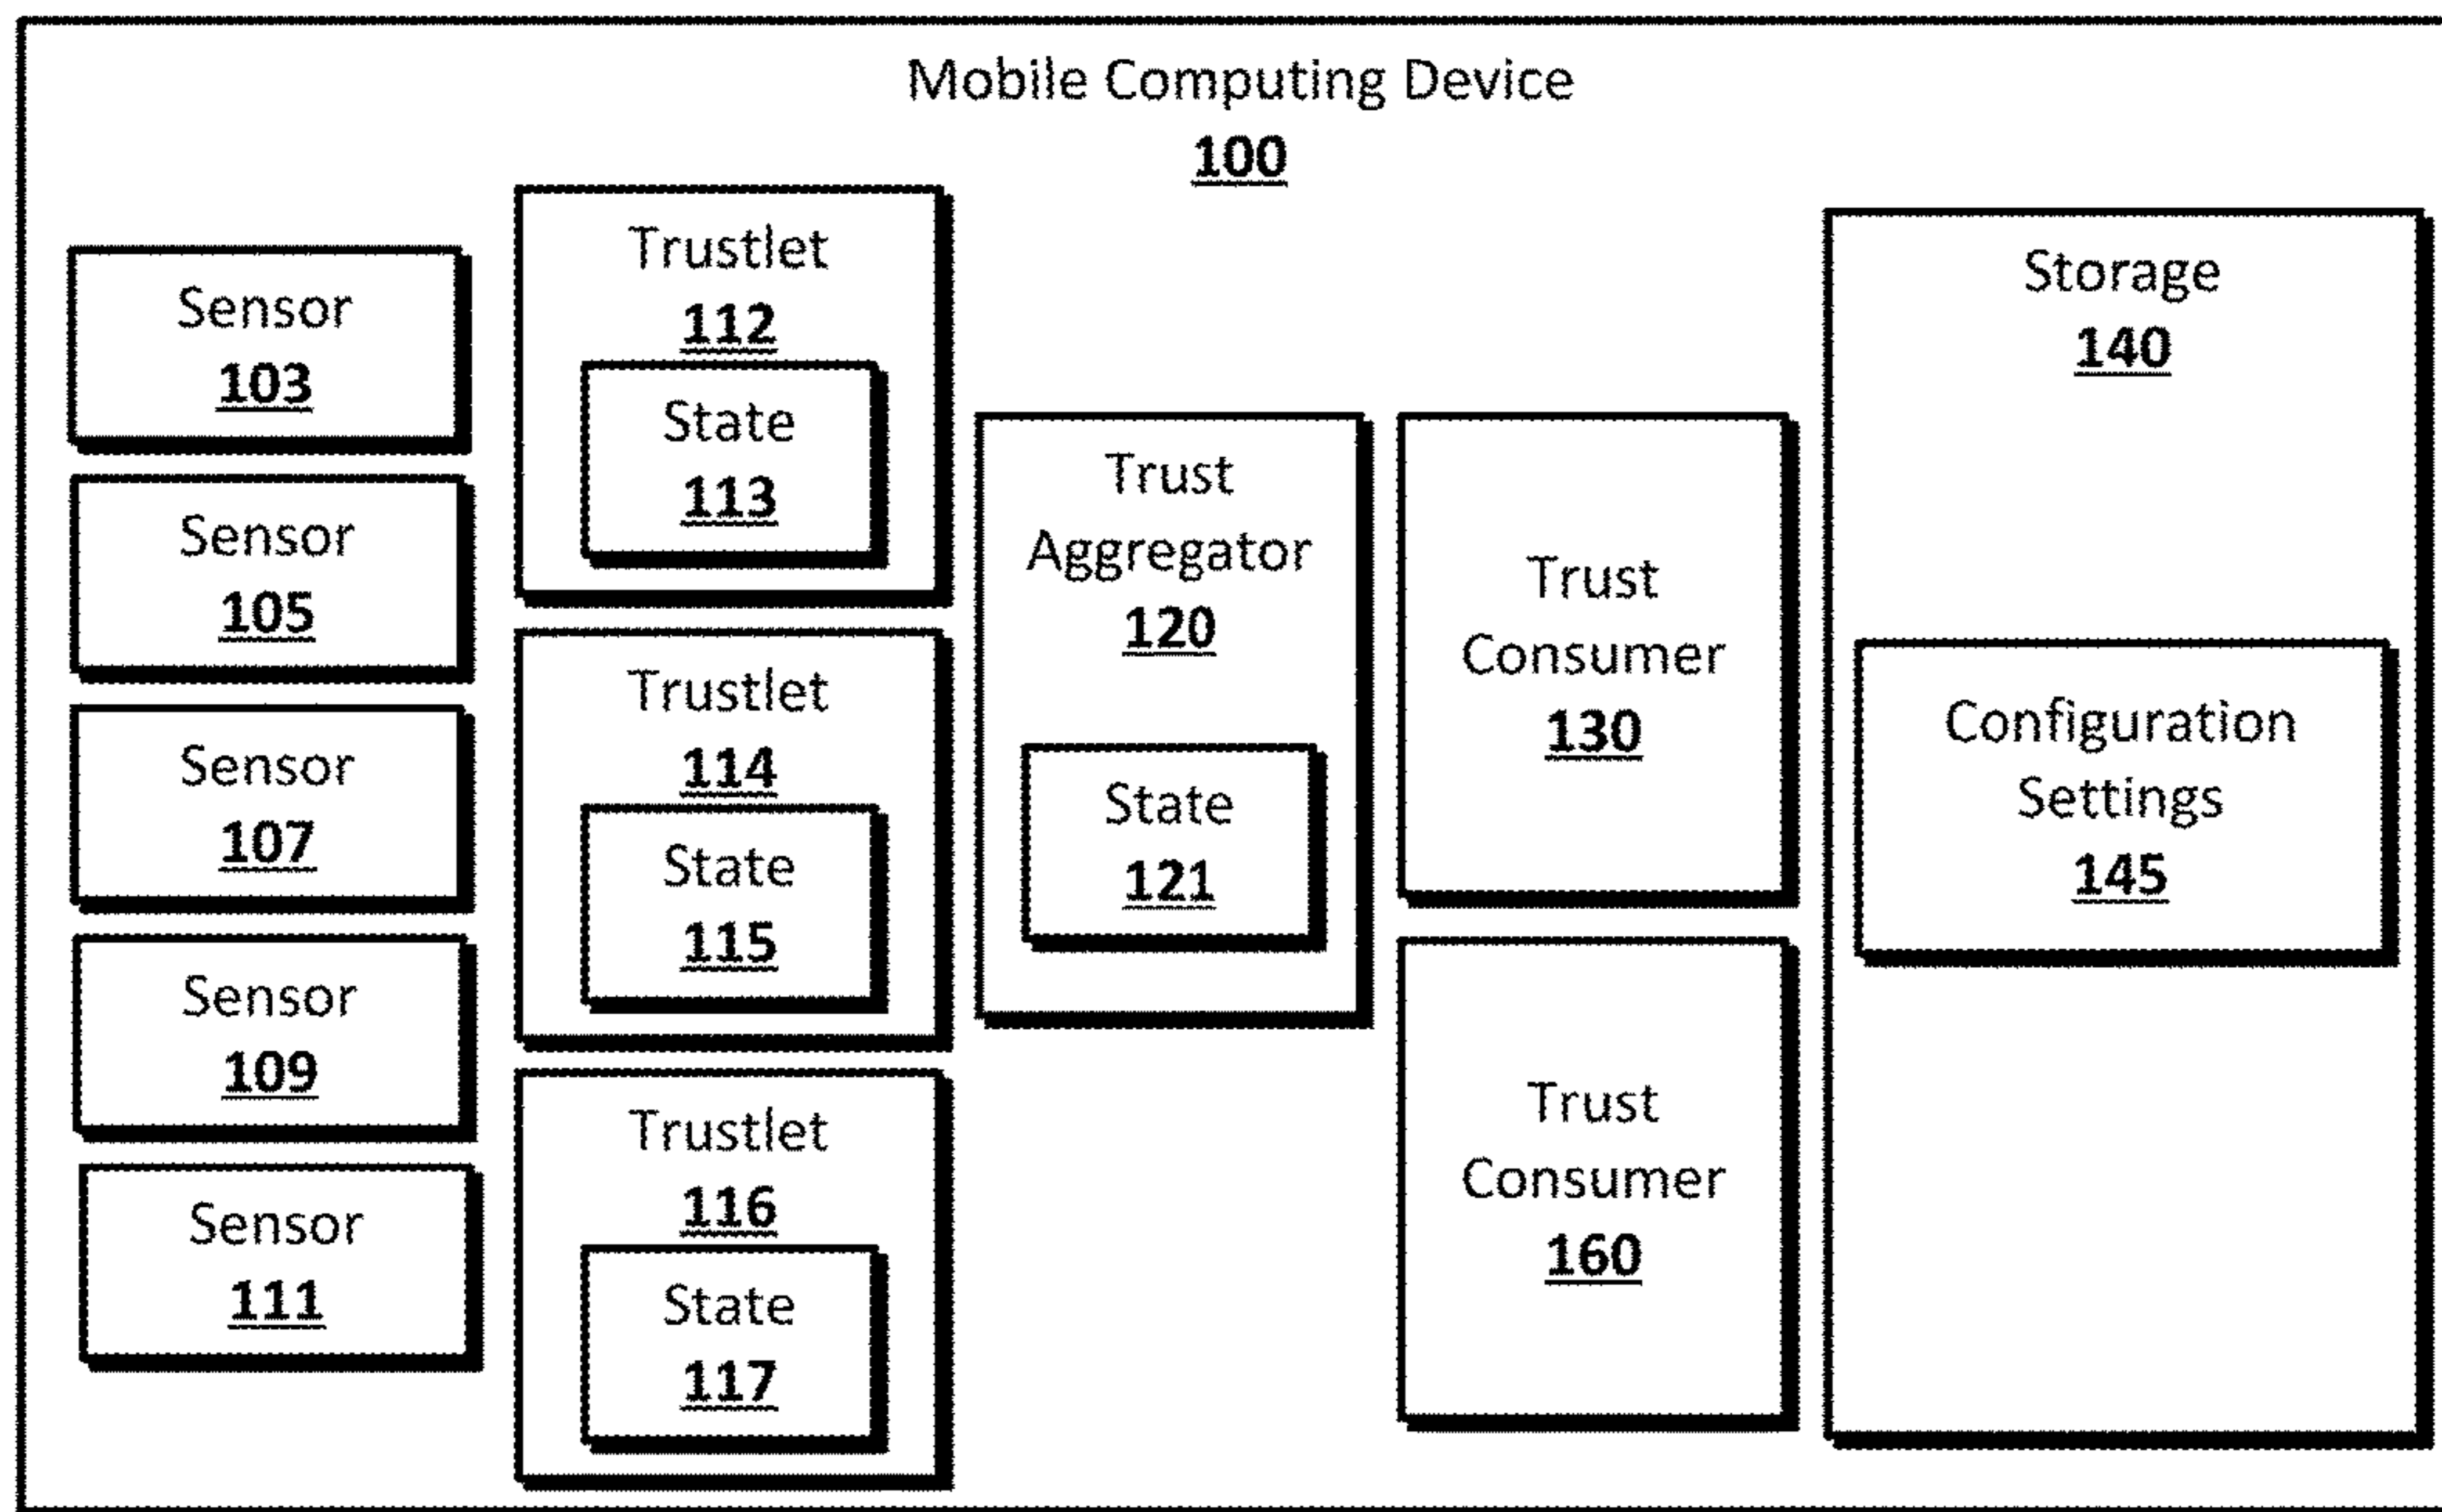 Mobile Computing Device
100
Sensor
103
Sensor
105
Sensor
107
Sensor
109
Sensor
111
Trustlet
112
State
113
Trustlet
114
State
115
Trustlet
116
State
117
Trust
Aggregator
120
State
121
Trust
Consumer
130
Trust
Consumer
160
Storage
140
Configuration
Settings
145